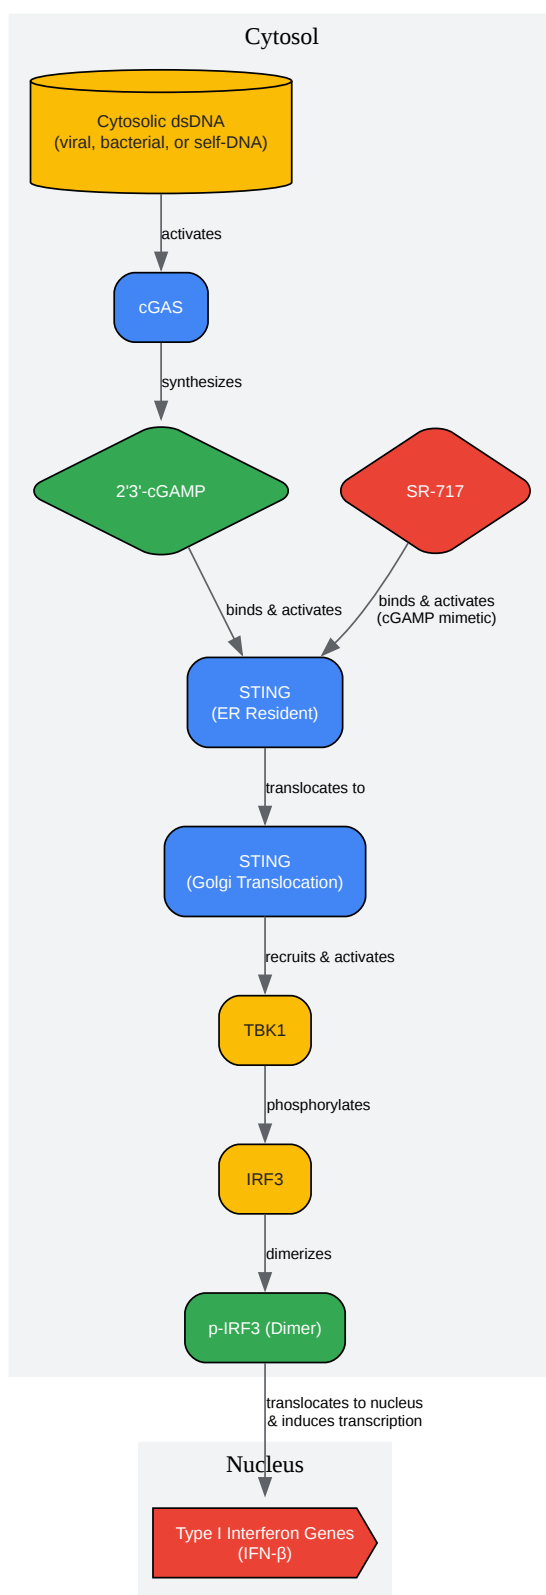 Cytosol
Cytosolic dsDNA
(viral, bacterial, or self-DNA)
activates
cGAS
synthesizes
2'3'-cGAMP
SR-717
binds & activates
binds & activates
(cGAMP mimetic)
STING
(ER Resident)
translocates to
STING
(Golgi Translocation)
recruits & activates
TBK1
phosphorylates
IRF3
dimerizes
p-IRF3 (Dimer)
translocates to nucleus
& induces transcription
Nucleus
Type I Interferon Genes
(IFN-β)